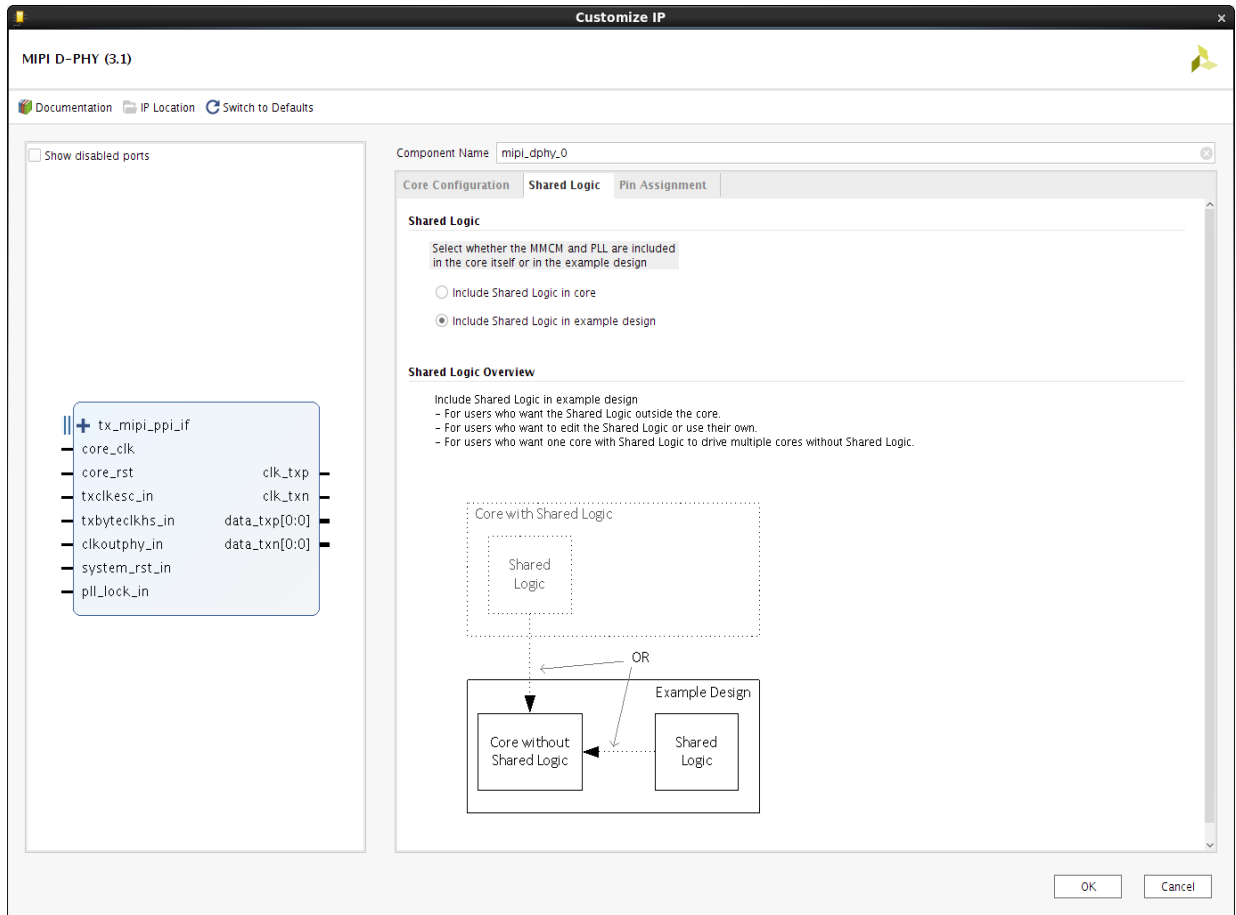 Customize IP
MIPI D-PHY (3.1)
Documentation IP Location Switch to Defaults
Show disabled ports
tx_mipi_ppi_if
core_clk
core_rst clk_txp
txclkesc_in clk_txn
txbyteclkhs_in data_txp[0:0]
clkoutphy_in data_txn[0:0]
system_rst_in
pll_lock_in
Component Name mipi_dphy_0
Core Configuration Shared Logic Pin Assignment
Shared Logic
Select whether the MMCM and PLL are included
in the core itself or in the example design
Include Shared Logic in core
Include Shared Logic in example design
Shared Logic Overview
Include Shared Logic in example design
– For users who want the Shared Logic outside the core.
– For users who want to edit the Shared Logic or use their own.
– For users who want one core with Shared Logic to drive multiple cores without Shared Logic.
Core with Shared Logic
Shared
Logic
OR
Example Design
Core without
Shared Logic
Shared
Logic
OK Cancel